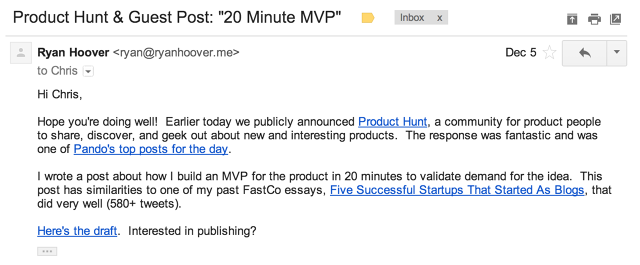 Product Hunt & Guest Post: "20 Minute MVP" Inbox x
Ryan Hoover <ryan@ryanhoover.me> Dec 5
to Chris
Hi Chris,
Hope you're doing well! Earlier today we publicly announced Product Hunt, a community for product people
to share, discover, and geek out about new and interesting products. The response was fantastic and was
one of Pando's top posts for the day.
I wrote a post about how I build an MVP for the product in 20 minutes to validate demand for the idea. This
post has similarities to one of my past FastCo essays, Five Successful Startups That Started As Blogs, that
did very well (580+ tweets).
Here's the draft. Interested in publishing?